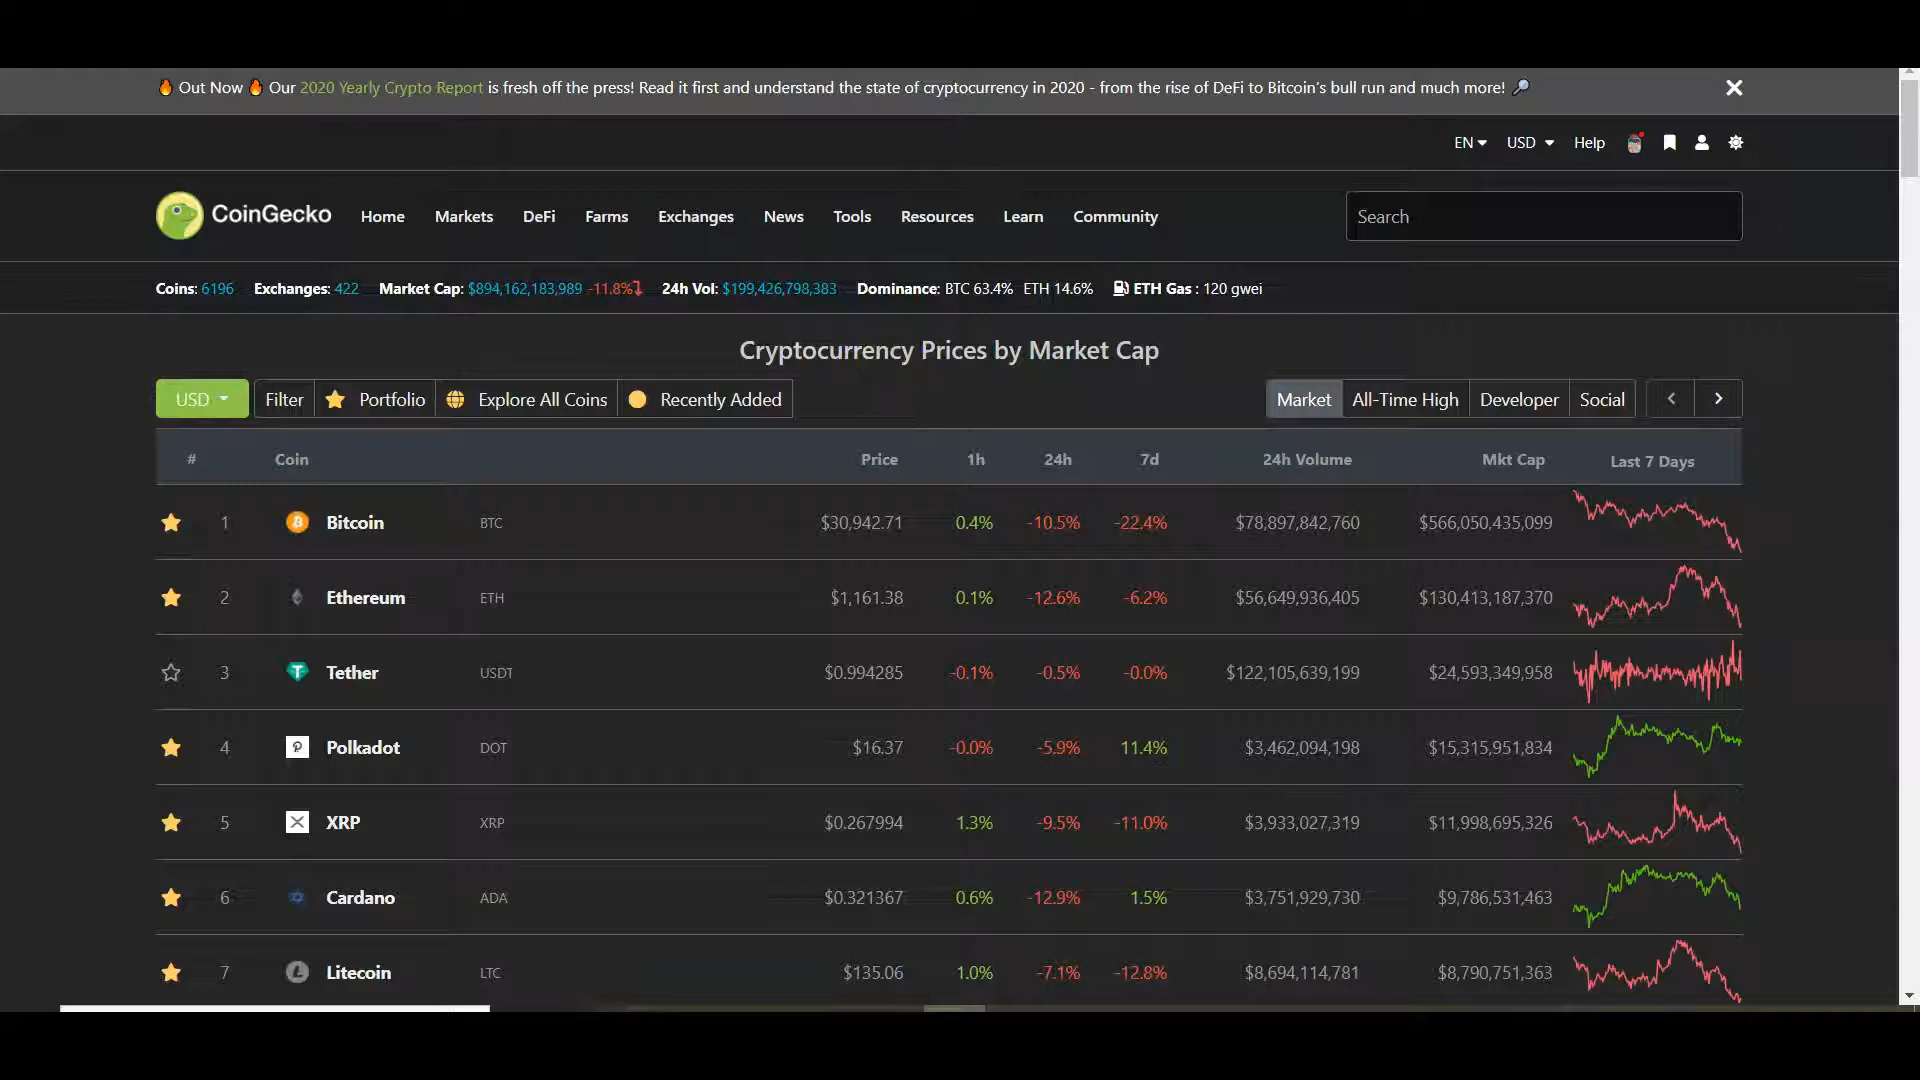 Out Now Our 2020 Yearly Crypto Report is fresh off the press! Read it first and understand the state of cryptocurrency in 2020 - from the rise of DeFi to Bitcoin's bull run and much more!
EN USD Help
CoinGecko Home Markets DeFi Farms Exchanges News Tools Resources Learn Community Search
Coins: 6196 Exchanges: 422 Market Cap: $894,162,183,989 -11.8% 24h Vol: $199,426,798,383 Dominance: BTC 63.4% ETH 14.6% ETH Gas : 120 gwei
Cryptocurrency Prices by Market Cap
USD Filter Portfolio Explore All Coins Recently Added Market All-Time High Developer Social
# Coin Price 1h 24h 7d 24h Volume Mkt Cap Last 7 Days
1 Bitcoin BTC $30,942.71 0.4% -10.5% -22.4% $78,897,842,760 $566,050,435,099
2 Ethereum ETH $1,161.38 0.1% -12.6% -6.2% $56,649,936,405 $130,413,187,370
3 Tether USDT $0.994285 -0.1% -0.5% -0.0% $122,105,639,199 $24,593,349,958
4 Polkadot DOT $16.37 -0.0% -5.9% 11.4% $3,462,094,198 $15,315,951,834
5 XRP XRP $0.267994 1.3% -9.5% -11.0% $3,933,027,319 $11,998,695,326
6 Cardano ADA $0.321367 0.6% -12.9% 1.5% $3,751,929,730 $9,786,531,463
7 Litecoin LTC $135.06 1.0% -7.1% -12.8% $8,694,114,781 $8,790,751,363